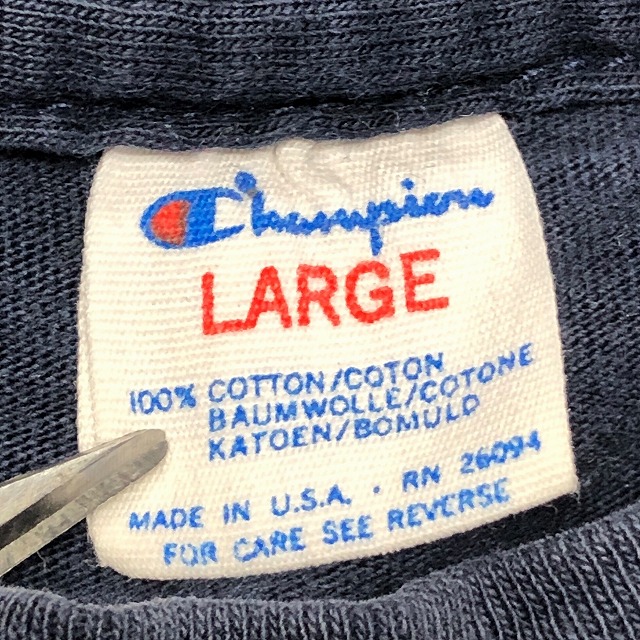 Champion
LARGE
100% COTTON/COTON
BAUMWOLLE/COTONE
KATOEN/BOMULD
MADE IN U.S.A. · RN 26094
FOR CARE SEE REVERSE